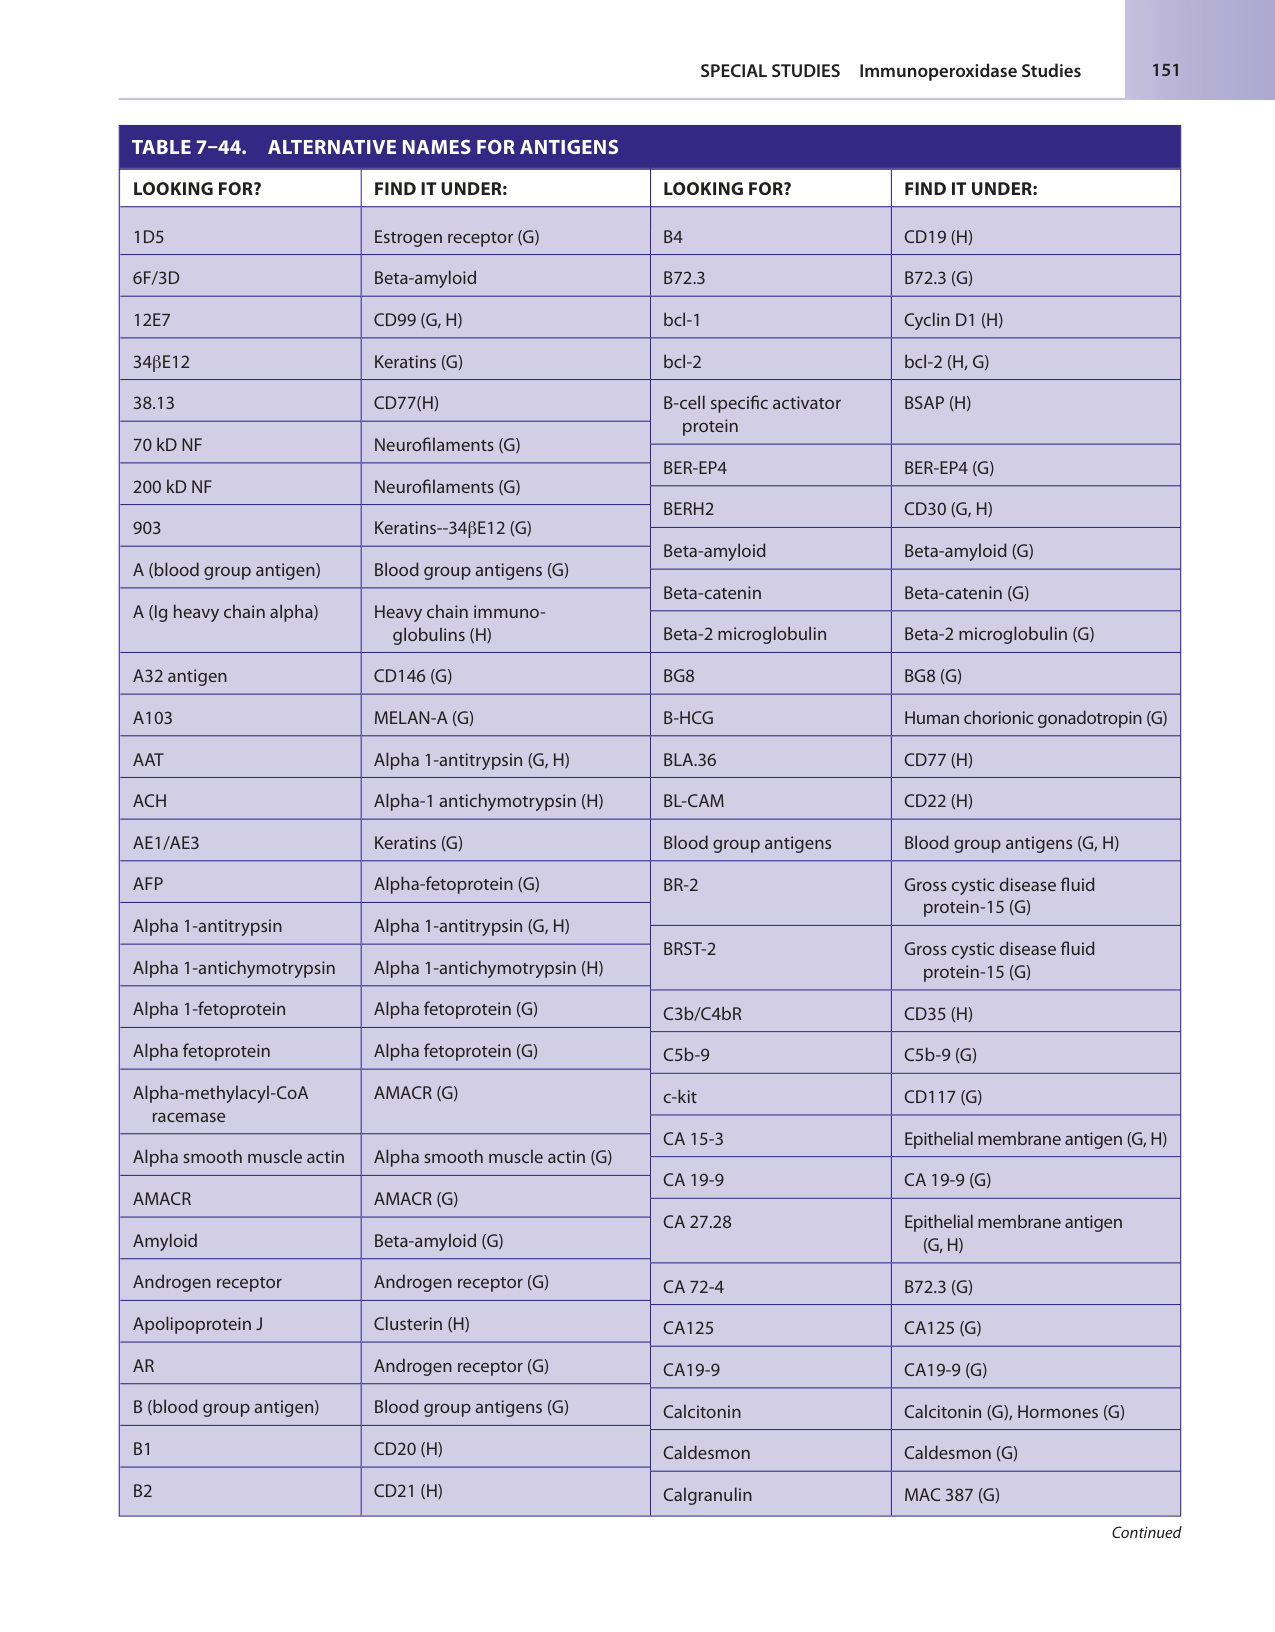 SPECIAL STUDIES Immunoperoxidase Studies 151
TABLE 7–44. ALTERNATIVE NAMES FOR ANTIGENS
LOOKING FOR? FIND IT UNDER:
1D5 Estrogen receptor (G)
6F/3D Beta-amyloid
12E7 CD99 (G, H)
34βE12 Keratins (G)
38.13 CD77(H)
70 kD NF Neurofilaments (G)
200 kD NF Neurofilaments (G)
903 Keratins--34βE12 (G)
A (blood group antigen) Blood group antigens (G)
A (Ig heavy chain alpha) Heavy chain immuno-
globulins (H)
A32 antigen CD146 (G)
A103 MELAN-A (G)
AAT Alpha 1-antitrypsin (G, H)
ACH Alpha-1 antichymotrypsin (H)
AE1/AE3 Keratins (G)
AFP Alpha-fetoprotein (G)
Alpha 1-antitrypsin Alpha 1-antitrypsin (G, H)
Alpha 1-antichymotrypsin Alpha 1-antichymotrypsin (H)
Alpha 1-fetoprotein Alpha fetoprotein (G)
Alpha fetoprotein Alpha fetoprotein (G)
Alpha-methylacyl-CoA AMACR (G)
racemase
Alpha smooth muscle actin Alpha smooth muscle actin (G)
AMACR AMACR (G)
Amyloid Beta-amyloid (G)
Androgen receptor Androgen receptor (G)
Apolipoprotein J Clusterin (H)
AR Androgen receptor (G)
B (blood group antigen) Blood group antigens (G)
B1 CD20 (H)
B2 CD21 (H)
LOOKING FOR? FIND IT UNDER:
B4 CD19 (H)
B72.3 B72.3 (G)
bcl-1 Cyclin D1 (H)
bcl-2 bcl-2 (H, G)
B-cell specific activator BSAP (H)
protein
BER-EP4 BER-EP4 (G)
BERH2 CD30 (G, H)
Beta-amyloid Beta-amyloid (G)
Beta-catenin Beta-catenin (G)
Beta-2 microglobulin Beta-2 microglobulin (G)
BG8 BG8 (G)
B-HCG Human chorionic gonadotropin (G)
BLA.36 CD77 (H)
BL-CAM CD22 (H)
Blood group antigens Blood group antigens (G, H)
BR-2 Gross cystic disease fluid
protein-15 (G)
BRST-2 Gross cystic disease fluid
protein-15 (G)
C3b/C4bR CD35 (H)
C5b-9 C5b-9 (G)
c-kit CD117 (G)
CA 15-3 Epithelial membrane antigen (G, H)
CA 19-9 CA 19-9 (G)
CA 27.28 Epithelial membrane antigen
(G, H)
CA 72-4 B72.3 (G)
CA125 CA125 (G)
CA19-9 CA19-9 (G)
Calcitonin Calcitonin (G), Hormones (G)
Caldesmon Caldesmon (G)
Calgranulin MAC 387 (G)
Continued